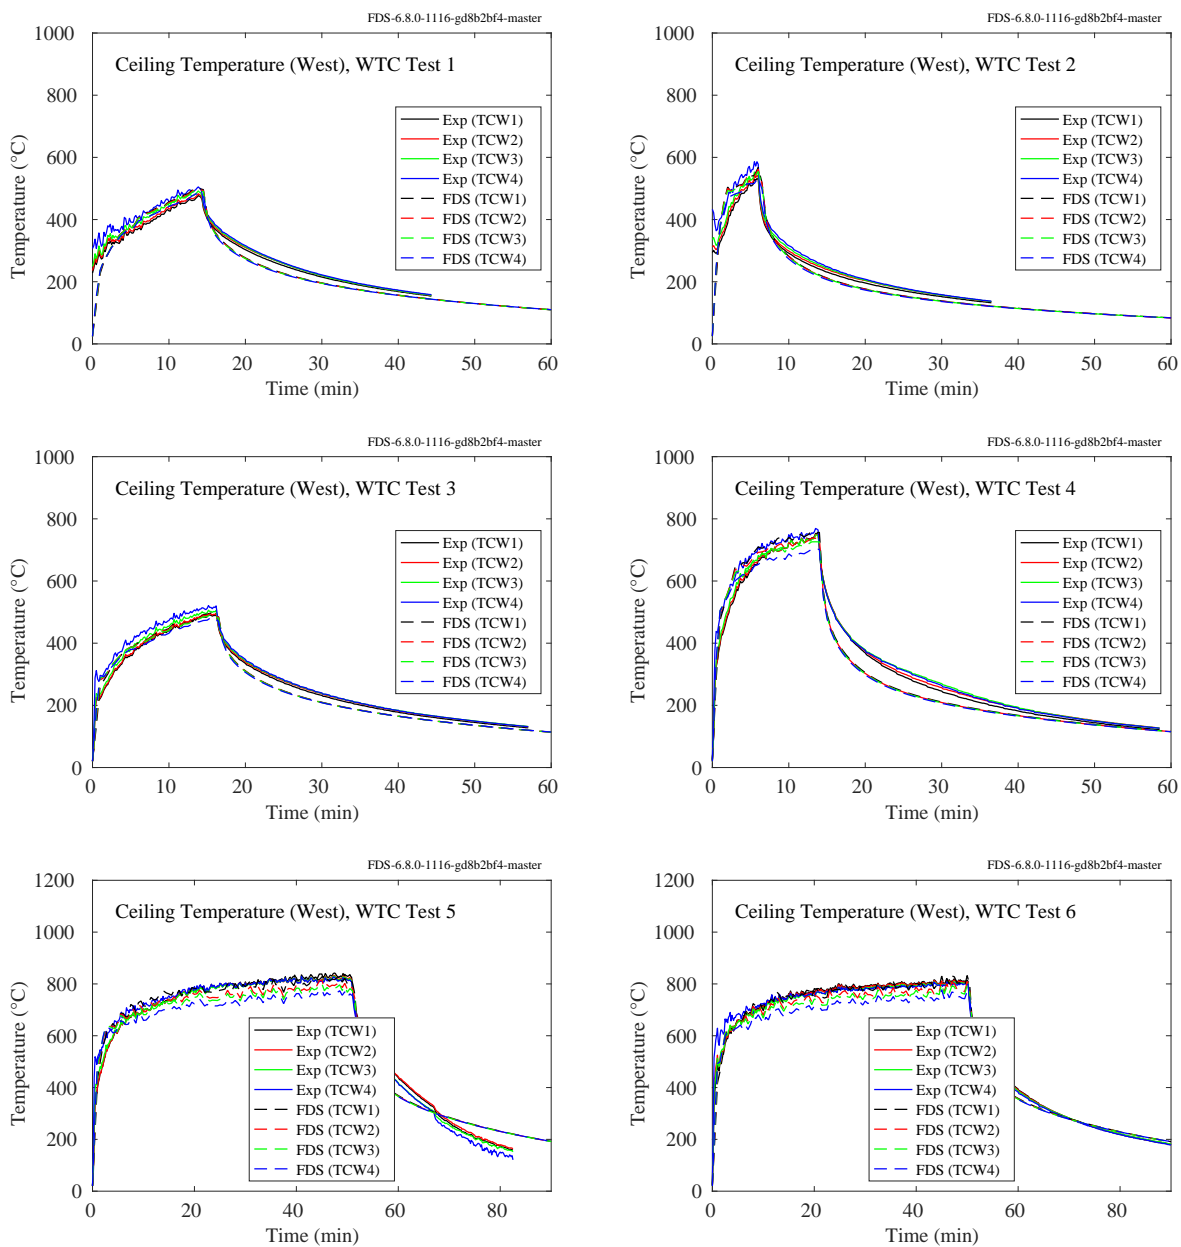 FDS-6.8.0-1116-gd8b2bf4-master
Ceiling Temperature (West), WTC Test 1
Exp (TCW1)
Exp (TCW2)
Exp (TCW3)
Exp (TCW4)
FDS (TCW1)
FDS (TCW2)
FDS (TCW3)
FDS (TCW4)
1000
800
600
400
200
0
Temperature (°C)
0 10 20 30 40 50 60
Time (min)
FDS-6.8.0-1116-gd8b2bf4-master
Ceiling Temperature (West), WTC Test 2
Exp (TCW1)
Exp (TCW2)
Exp (TCW3)
Exp (TCW4)
FDS (TCW1)
FDS (TCW2)
FDS (TCW3)
FDS (TCW4)
1000
800
600
400
200
0
Temperature (°C)
0 10 20 30 40 50 60
Time (min)
FDS-6.8.0-1116-gd8b2bf4-master
Ceiling Temperature (West), WTC Test 3
Exp (TCW1)
Exp (TCW2)
Exp (TCW3)
Exp (TCW4)
FDS (TCW1)
FDS (TCW2)
FDS (TCW3)
FDS (TCW4)
1000
800
600
400
200
0
Temperature (°C)
0 10 20 30 40 50 60
Time (min)
FDS-6.8.0-1116-gd8b2bf4-master
Ceiling Temperature (West), WTC Test 4
Exp (TCW1)
Exp (TCW2)
Exp (TCW3)
Exp (TCW4)
FDS (TCW1)
FDS (TCW2)
FDS (TCW3)
FDS (TCW4)
1000
800
600
400
200
0
Temperature (°C)
0 10 20 30 40 50 60
Time (min)
FDS-6.8.0-1116-gd8b2bf4-master
Ceiling Temperature (West), WTC Test 5
Exp (TCW1)
Exp (TCW2)
Exp (TCW3)
Exp (TCW4)
FDS (TCW1)
FDS (TCW2)
FDS (TCW3)
FDS (TCW4)
1200
1000
800
600
400
200
0
Temperature (°C)
0 20 40 60 80
Time (min)
FDS-6.8.0-1116-gd8b2bf4-master
Ceiling Temperature (West), WTC Test 6
Exp (TCW1)
Exp (TCW2)
Exp (TCW3)
Exp (TCW4)
FDS (TCW1)
FDS (TCW2)
FDS (TCW3)
FDS (TCW4)
1200
1000
800
600
400
200
0
Temperature (°C)
0 20 40 60 80
Time (min)